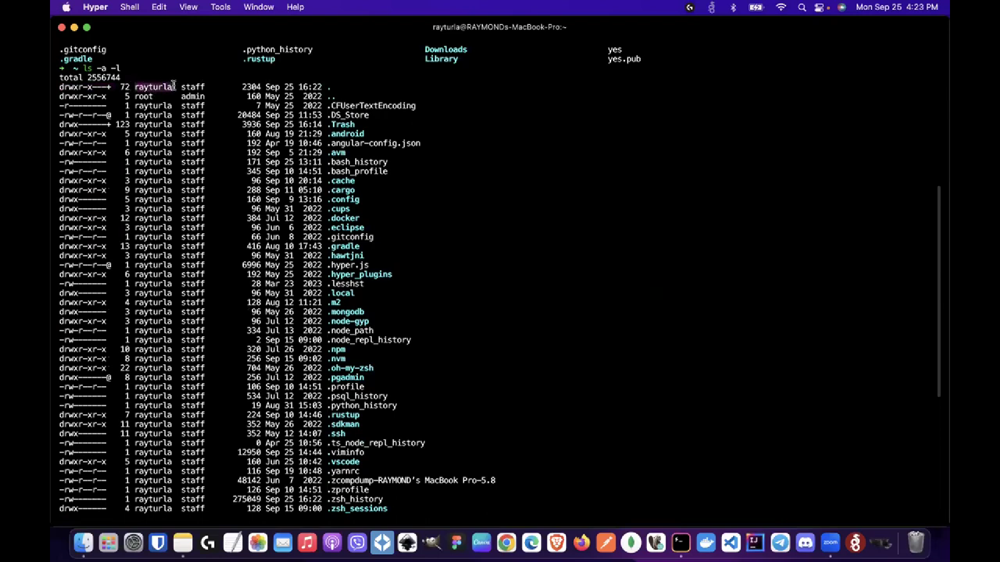 Hyper Shell Edit View Tools Window Help Mon Sep 25 4:23 PM
rayturla@RAYMONDs-MacBook-Pro:~
.gitconfig .python_history Downloads yes
.gradle .rustup Library yes.pub
➜ ~ ls -a -l
total 2556744
drwxr-x---+ 72 rayturla staff 2304 Sep 25 16:22 .
drwxr-xr-x 5 root admin 160 May 25 2022 ..
-r-------- 1 rayturla staff 7 May 25 2022 .CFUserTextEncoding
-rw-r--r--@ 1 rayturla staff 20484 Sep 25 11:53 .DS_Store
drwx------+ 123 rayturla staff 3936 Sep 25 16:14 .Trash
drwxr-xr-x 5 rayturla staff 160 Aug 19 21:29 .android
-rw-r--r-- 1 rayturla staff 192 Apr 19 10:46 .angular-config.json
drwxr-xr-x 6 rayturla staff 192 Sep 5 21:29 .avm
-rw------- 1 rayturla staff 171 Sep 25 13:11 .bash_history
-rw-r--r-- 1 rayturla staff 345 Sep 10 14:51 .bash_profile
drwxr-xr-x 3 rayturla staff 96 Sep 10 20:14 .cache
drwxr-xr-x 9 rayturla staff 288 Sep 11 05:10 .cargo
drwx------ 5 rayturla staff 160 Sep 9 13:16 .config
drwx------ 3 rayturla staff 96 May 31 2022 .cups
drwxr-xr-x 12 rayturla staff 384 Jul 12 2022 .docker
drwxr-xr-x 3 rayturla staff 96 Jun 6 2022 .eclipse
-rw-r--r-- 1 rayturla staff 66 Jun 8 2022 .gitconfig
drwxr-xr-x 13 rayturla staff 416 Aug 10 17:43 .gradle
drwxr-xr-x 3 rayturla staff 96 May 31 2022 .hawtjni
-rw-r--r--@ 1 rayturla staff 6996 May 25 2022 .hyper.js
drwxr-xr-x 6 rayturla staff 192 May 25 2022 .hyper_plugins
-rw------- 1 rayturla staff 28 Mar 23 2023 .lesshst
drwx------ 3 rayturla staff 96 May 31 2022 .local
drwxr-xr-x 4 rayturla staff 128 Aug 12 11:21 .m2
drwx------ 3 rayturla staff 96 May 26 2022 .mongodb
drwxr-xr-x 3 rayturla staff 96 Jul 12 2022 .node-gyp
-rw-r--r-- 1 rayturla staff 334 Jul 13 2022 .node_path
-rw------- 1 rayturla staff 2 Sep 15 09:00 .node_repl_history
drwxr-xr-x 10 rayturla staff 320 Jul 26 2022 .npm
drwxr-xr-x 8 rayturla staff 256 Sep 15 09:02 .nvm
drwxr-xr-x 22 rayturla staff 704 May 26 2022 .oh-my-zsh
drwx------@ 8 rayturla staff 256 Jul 12 2022 .pgadmin
-rw-r--r-- 1 rayturla staff 106 Sep 10 14:51 .profile
-rw------- 1 rayturla staff 534 Jul 12 2022 .psql_history
-rw------- 1 rayturla staff 19 Aug 31 15:03 .python_history
drwxr-xr-x 7 rayturla staff 224 Sep 10 14:46 .rustup
drwxr-xr-x 11 rayturla staff 352 May 26 2022 .sdkman
drwx------ 11 rayturla staff 352 May 12 14:07 .ssh
-rw------- 1 rayturla staff 0 Apr 25 10:56 .ts_node_repl_history
-rw------- 1 rayturla staff 12950 Sep 25 14:44 .viminfo
drwxr-xr-x 5 rayturla staff 160 Jun 25 10:42 .vscode
-rw-r--r-- 1 rayturla staff 116 Sep 19 10:48 .yarnrc
-rw-r--r-- 1 rayturla staff 48142 Jun 7 2022 .zcompdump-RAYMOND’s MacBook Pro-5.8
-rw-r--r-- 1 rayturla staff 126 Sep 10 14:51 .zprofile
-rw------- 1 rayturla staff 275049 Sep 25 16:22 .zsh_history
drwx------ 4 rayturla staff 128 Sep 15 09:00 .zsh_sessions
Canva IJ zoom